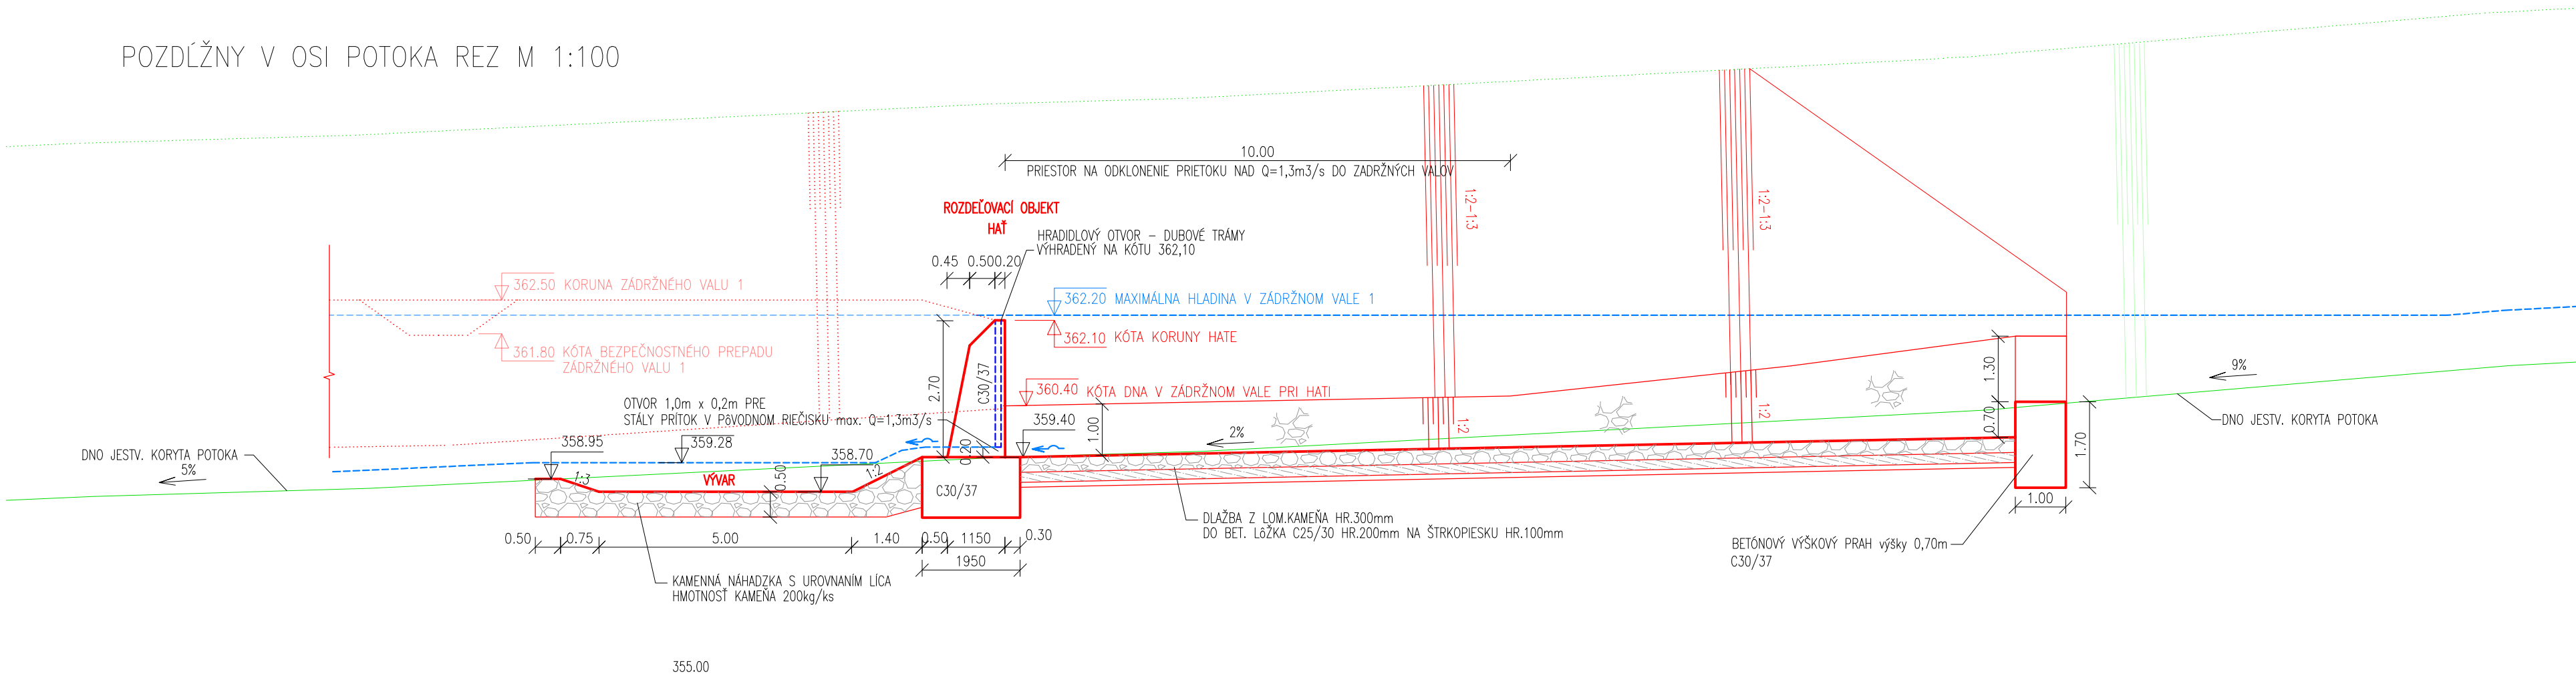 POZDĹŽNY V OSI POTOKA REZ M 1:100
10.00
PRIESTOR NA ODKLONENIE PRIETOKU NAD Q=1,3m3/s DO ZADRŽNÝCH VALOV
1:2-1:3
1:2-1:3
ROZDEĽOVACÍ OBJEKT
HAŤ
HRADIDLOVÝ OTVOR – DUBOVÉ TRÁMY
VÝHRADENÝ NA KÓTU 362,10
0.45
0.50
0.20
362.50 KORUNA ZÁDRŽNÉHO VALU 1
362.20 MAXIMÁLNA HLADINA V ZÁDRŽNOM VALE 1
362.10 KÓTA KORUNY HATE
361.80 KÓTA BEZPEČNOSTNÉHO PREPADU
ZÁDRŽNÉHO VALU 1
2.70
C30/37
360.40 KÓTA DNA V ZÁDRŽNOM VALE PRI HATI
1.30
9%
OTVOR 1,0m x 0,2m PRE
STÁLY PRÍTOK V PôVODNOM RIEČISKU max. Q=1,3m3/s
359.40
1.00
2%
1:2
1:2
0.70
1.70
DNO JESTV. KORYTA POTOKA
358.95
359.28
358.70
0.20
DNO JESTV. KORYTA POTOKA
5%
1:3
VÝVAR
0.50
1:2
C30/37
1.00
DLAŽBA Z LOM.KAMEŇA HR.300mm
DO BET. LôŽKA C25/30 HR.200mm NA ŠTRKOPIESKU HR.100mm
0.50
0.75
5.00
1.40
0.50
1150
0.30
1950
BETÓNOVÝ VÝŠKOVÝ PRAH výšky 0,70m
C30/37
KAMENNÁ NÁHADZKA S UROVNANÍM LÍCA
HMOTNOSŤ KAMEŇA 200kg/ks
355.00